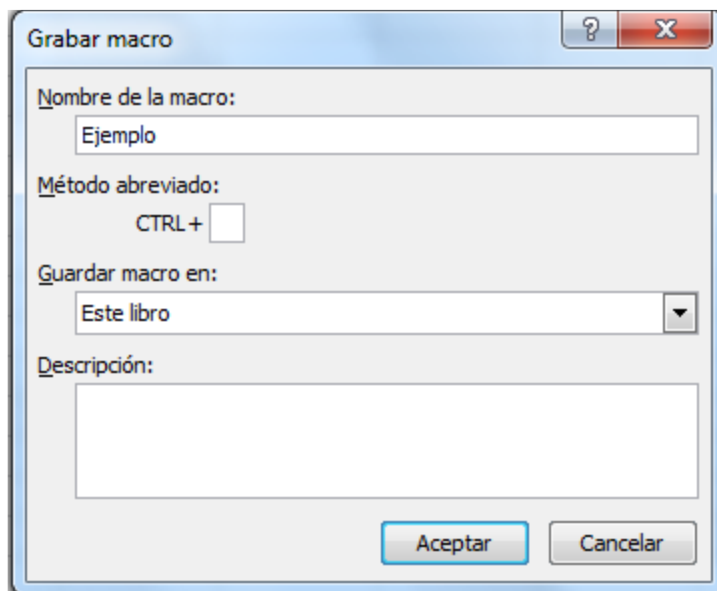 Grabar macro
Nombre de la macro:
Ejemplo
Método abreviado:
CTRL+
Guardar macro en:
Este libro
Descripción:
Aceptar Cancelar